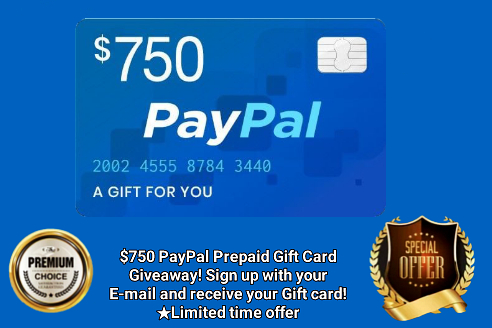 $750
PayPal
2002 4555 8784 3440
A GIFT FOR YOU
PREMIUM
CHOICE
SPECIAL
OFFER
$750 PayPal Prepaid Gift Card
Giveaway! Sign up with your
E-mail and receive your Gift card!
★Limited time offer